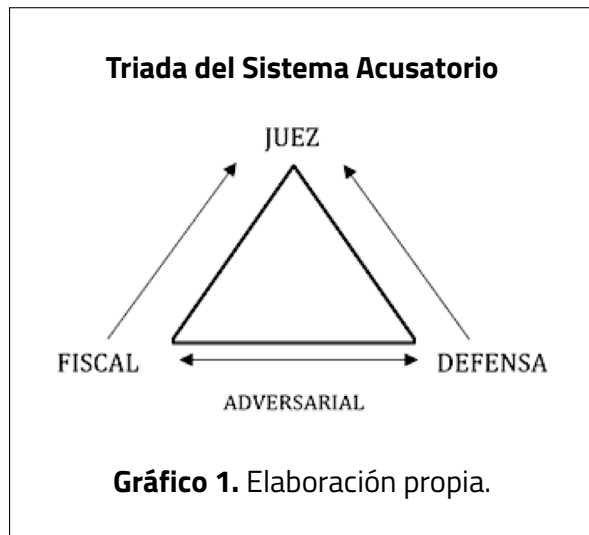 Triada del Sistema Acusatorio
JUEZ
FISCAL
DEFENSA
ADVERSARIAL
Gráfico 1. Elaboración propia.